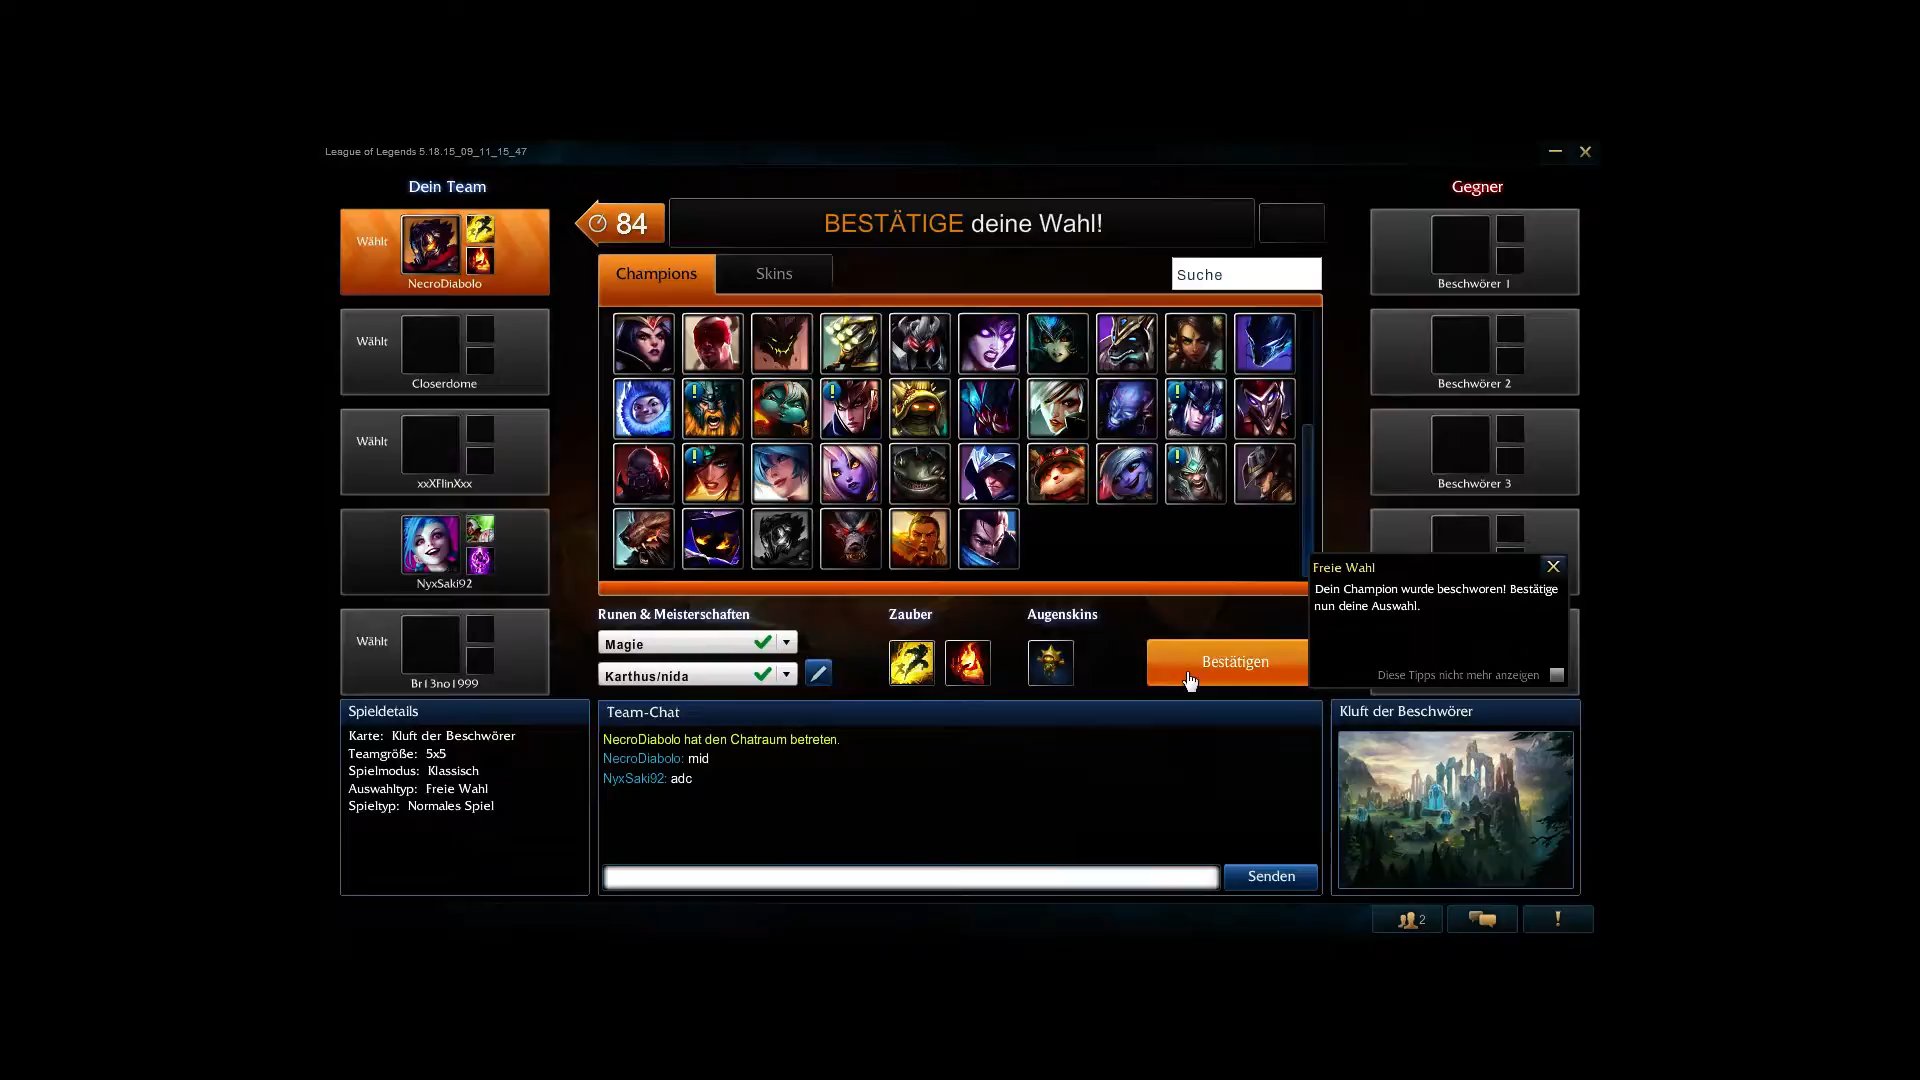 League of Legends 5.18.15_09_11_15_47
Dein Team
Gegner
84
BESTÄTIGE deine Wahl!
Wählt
NecroDiabolo
Wählt
Closerdome
Wählt
xxXFlinXxx
NyxSaki92
Wählt
Br13no1999
Champions
Skins
Suche
Beschwörer 1
Beschwörer 2
Beschwörer 3
Freie Wahl
Dein Champion wurde beschworen! Bestätige
nun deine Auswahl.
Diese Tipps nicht mehr anzeigen
Runen & Meisterschaften
Magie
Karthus/nida
Zauber
Augenskins
Bestätigen
Spieldetails
Karte: Kluft der Beschwörer
Teamgröße: 5x5
Spielmodus: Klassisch
Auswahltyp: Freie Wahl
Spieltyp: Normales Spiel
Team-Chat
NecroDiabolo hat den Chatraum betreten.
NecroDiabolo: mid
NyxSaki92: adc
Senden
Kluft der Beschwörer
2